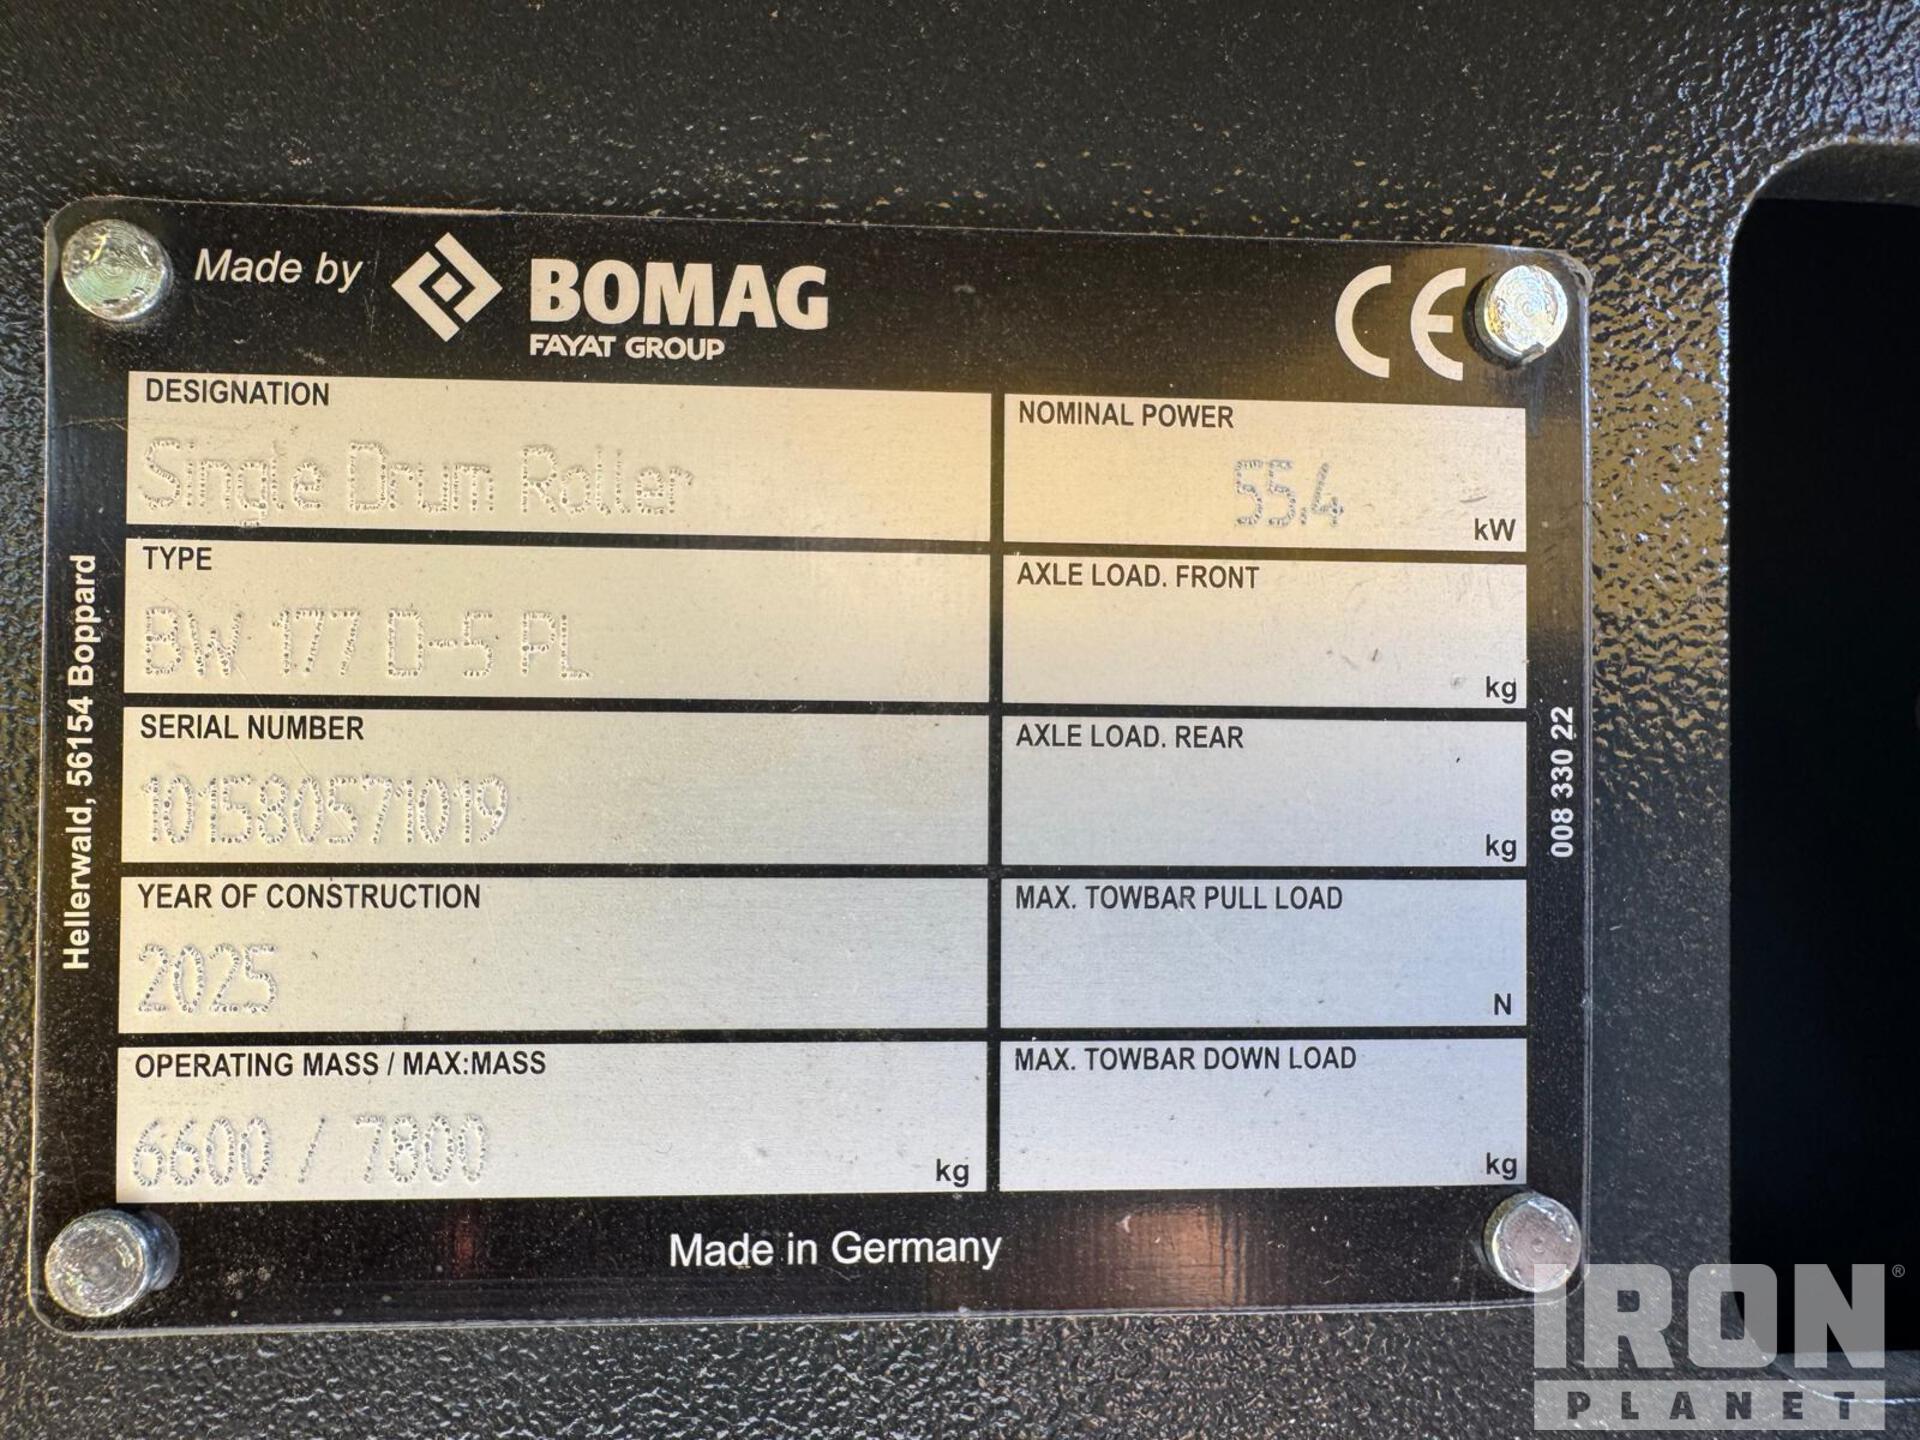 Made by BOMAG
FAYAT GROUP
CE
DESIGNATION
Single Drum Roller
TYPE
BW 177 D-5 PL
SERIAL NUMBER
101580571019
YEAR OF CONSTRUCTION
2025
OPERATING MASS / MAX:MASS
6600 / 7800
kg
NOMINAL POWER
55.4
kW
AXLE LOAD. FRONT
kg
AXLE LOAD. REAR
kg
MAX. TOWBAR PULL LOAD
N
MAX. TOWBAR DOWN LOAD
kg
Made in Germany
Hellerwald, 56154 Boppard
008 330 22
IRON ®
PLANET